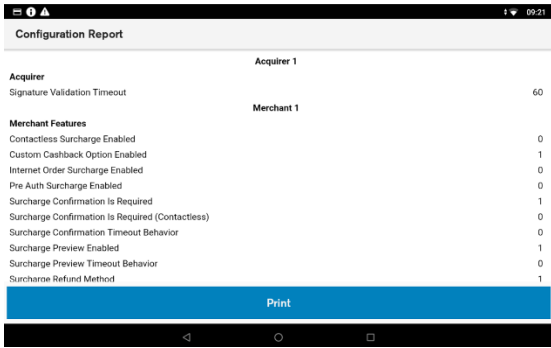 09:21
Configuration Report
Acquirer 1
Acquirer
Signature Validation Timeout 60
Merchant 1
Merchant Features
Contactless Surcharge Enabled 0
Custom Cashback Option Enabled 1
Internet Order Surcharge Enabled 0
Pre Auth Surcharge Enabled 0
Surcharge Confirmation Is Required 1
Surcharge Confirmation Is Required (Contactless) 0
Surcharge Confirmation Timeout Behavior 0
Surcharge Preview Enabled 1
Surcharge Preview Timeout Behavior 0
Surcharge Refund Method 1
Print